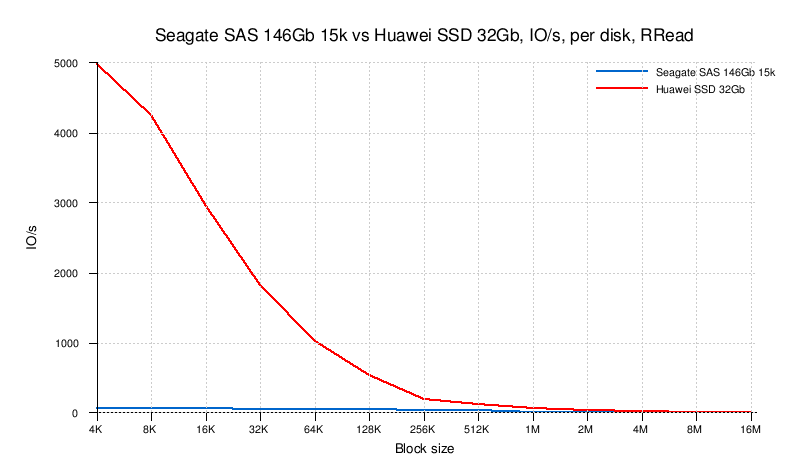 Seagate SAS 146Gb 15k vs Huawei SSD 32Gb, IO/s, per disk, RRead
Seagate SAS 146Gb 15k
Huawei SSD 32Gb
5000
4000
3000
2000
1000
0
IO/s
4K 8K 16K 32K 64K 128K 256K 512K 1M 2M 4M 8M 16M
Block size